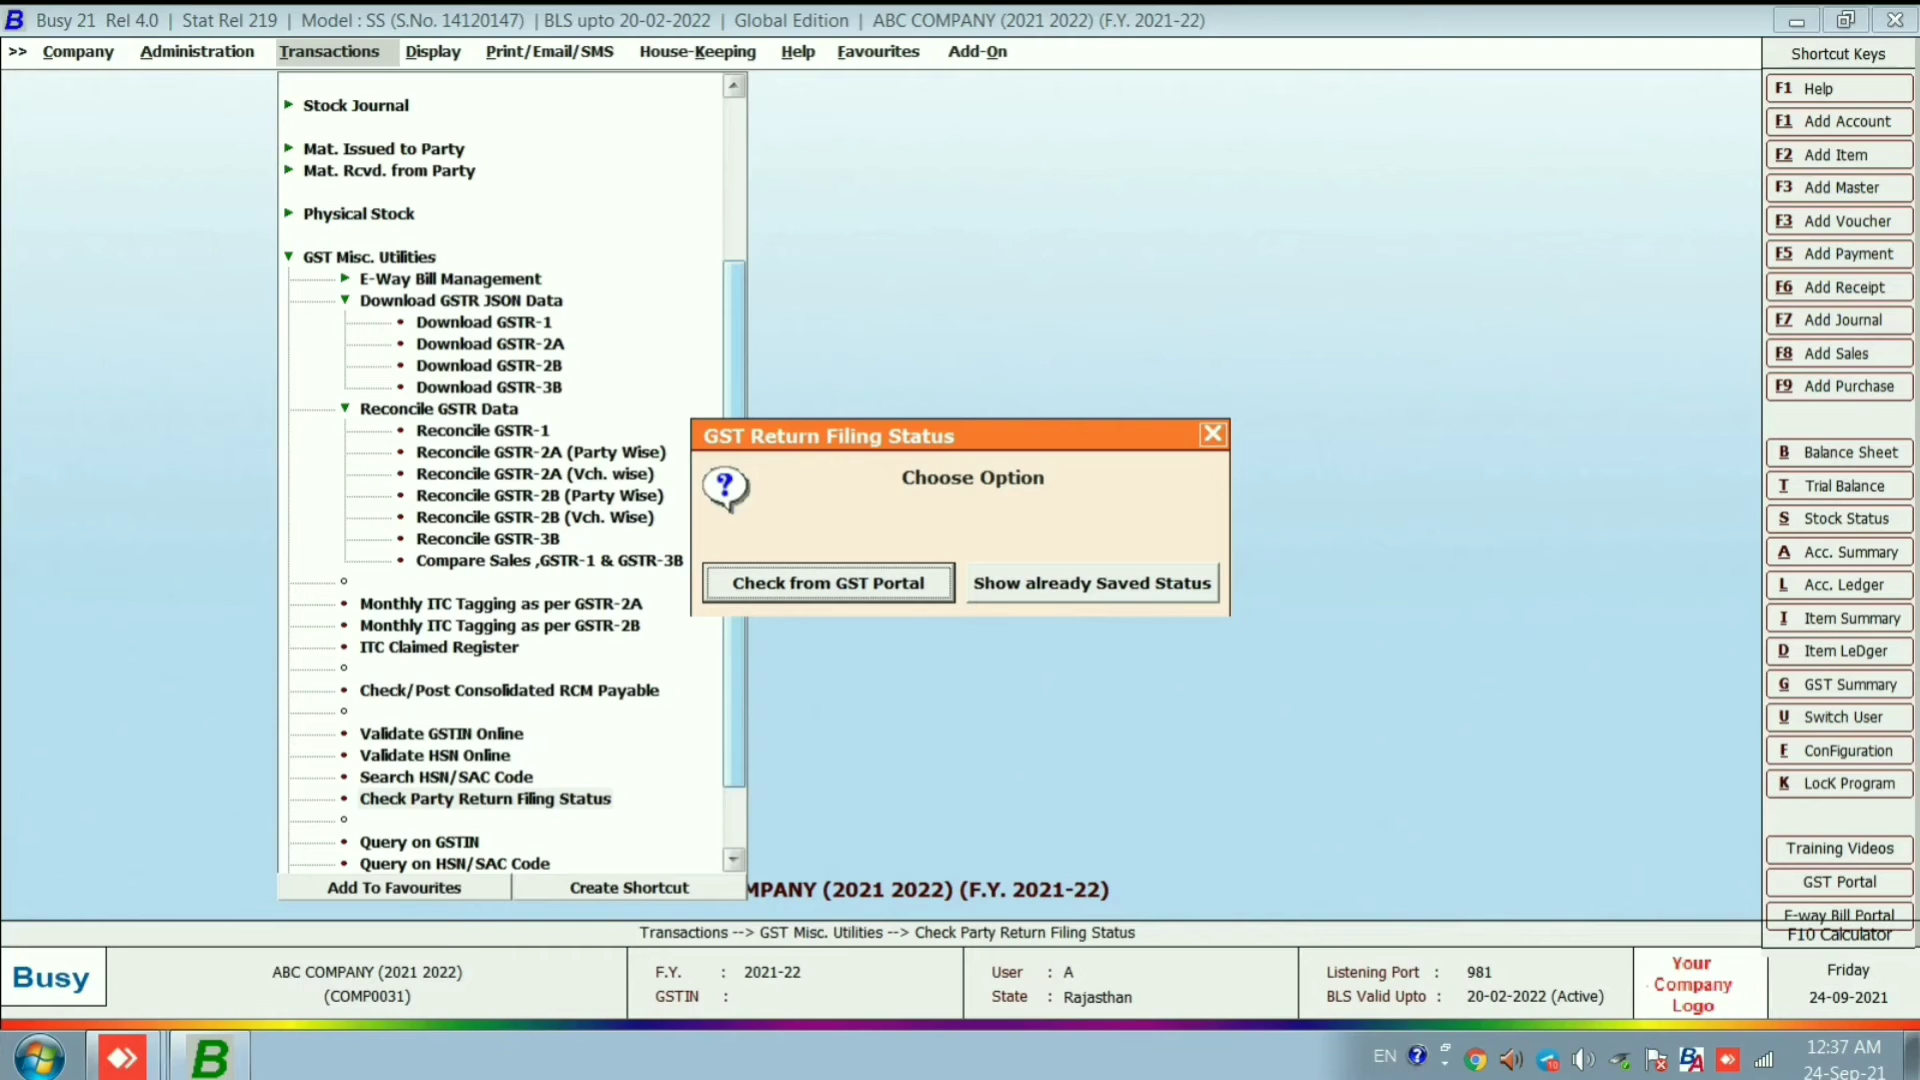 Busy 21 Rel 4.0 | Stat Rel 219 | Model : SS (S.No. 14120147) | BLS upto 20-02-2022 | Global Edition | ABC COMPANY (2021 2022) (F.Y. 2021-22)
>> Company Administration Transactions Display Print/Email/SMS House-Keeping Help Favourites Add-On
Stock Journal
Mat. Issued to Party
Mat. Rcvd. from Party
Physical Stock
GST Misc. Utilities
E-Way Bill Management
Download GSTR JSON Data
Download GSTR-1
Download GSTR-2A
Download GSTR-2B
Download GSTR-3B
Reconcile GSTR Data
Reconcile GSTR-1
Reconcile GSTR-2A (Party Wise)
Reconcile GSTR-2A (Vch. wise)
Reconcile GSTR-2B (Party Wise)
Reconcile GSTR-2B (Vch. Wise)
Reconcile GSTR-3B
Compare Sales ,GSTR-1 & GSTR-3B
Monthly ITC Tagging as per GSTR-2A
Monthly ITC Tagging as per GSTR-2B
ITC Claimed Register
Check/Post Consolidated RCM Payable
Validate GSTIN Online
Validate HSN Online
Search HSN/SAC Code
Check Party Return Filing Status
Query on GSTIN
Query on HSN/SAC Code
Add To Favourites Create Shortcut
GST Return Filing Status
Choose Option
Check from GST Portal Show already Saved Status
MPANY (2021 2022) (F.Y. 2021-22)
Shortcut Keys
F1 Help
F1 Add Account
F2 Add Item
F3 Add Master
F3 Add Voucher
F5 Add Payment
F6 Add Receipt
F7 Add Journal
F8 Add Sales
F9 Add Purchase
B Balance Sheet
T Trial Balance
S Stock Status
A Acc. Summary
L Acc. Ledger
I Item Summary
D Item LeDger
G GST Summary
U Switch User
F ConFiguration
K LocK Program
Training Videos
GST Portal
E-way Bill Portal
F10 Calculator
Transactions --> GST Misc. Utilities --> Check Party Return Filing Status
Busy
ABC COMPANY (2021 2022)
(COMP0031)
F.Y. : 2021-22
GSTIN :
User : A
State : Rajasthan
Listening Port : 981
BLS Valid Upto : 20-02-2022 (Active)
Your
Company
Logo
Friday
24-09-2021
EN
12:37 AM
24-Sep-21